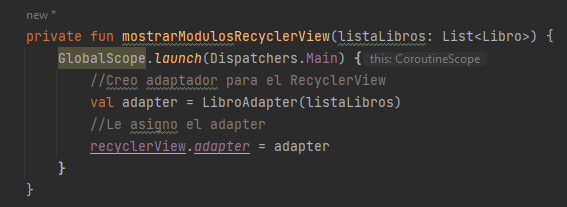 new *
private fun mostrarModulosRecyclerView(listaLibros: List<Libro>) {
GlobalScope.launch(Dispatchers.Main) { this: CoroutineScope
//Creo adaptador para el RecyclerView
val adapter = LibroAdapter(listaLibros)
//Le asigno el adapter
recyclerView.adapter = adapter
}
}